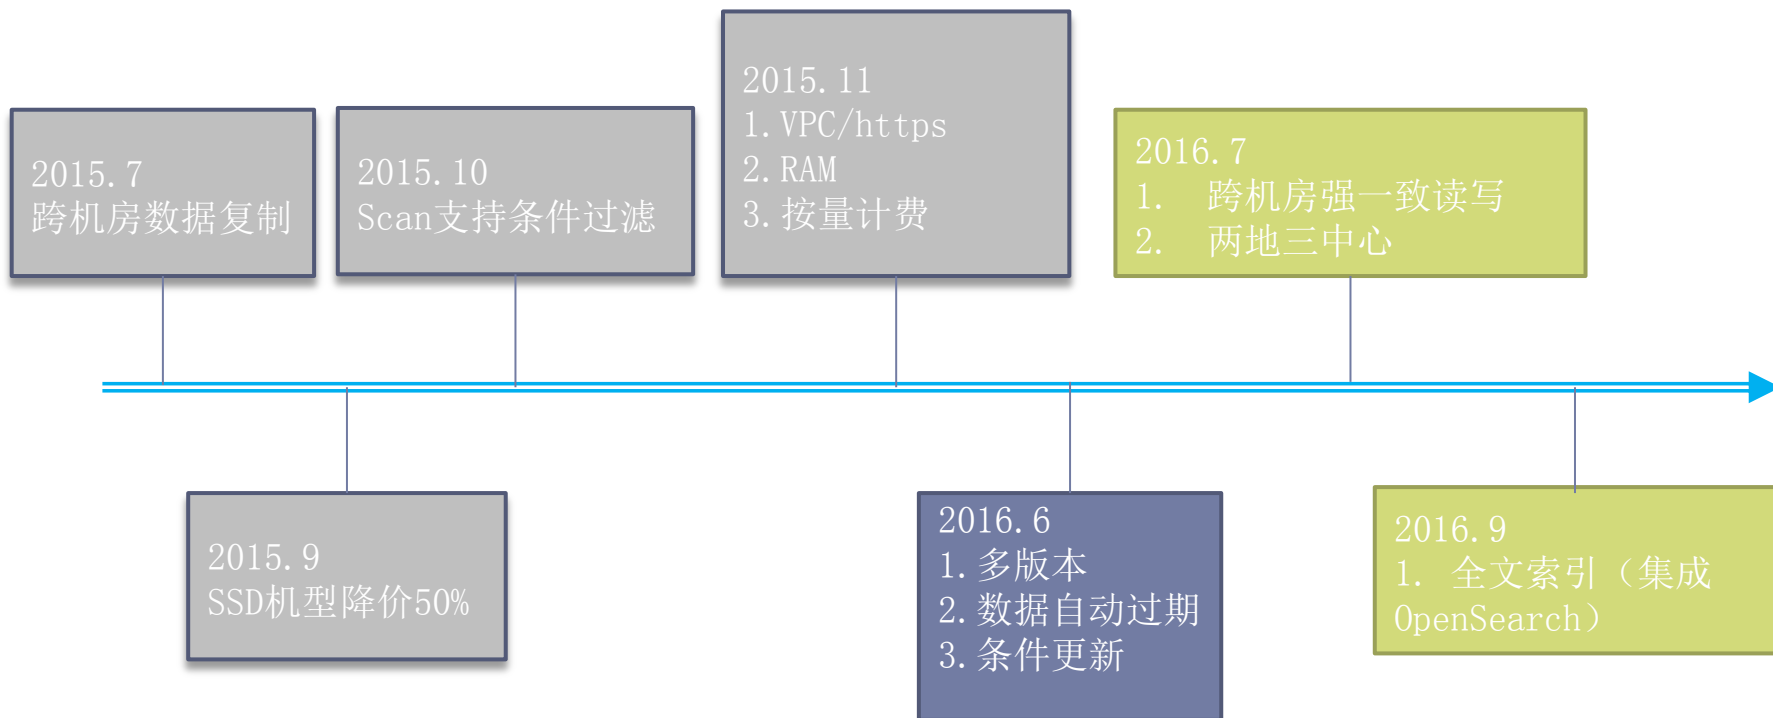 2015.7
跨机房数据复制
2015.9
SSD机型降价50%
2015.10
Scan支持条件过滤
2015.11
1.VPC/https
2.RAM
3.按量计费
2016.6
1.多版本
2.数据自动过期
3.条件更新
2016.7
1. 跨机房强一致读写
2. 两地三中心
2016.9
1. 全文索引（集成
OpenSearch）